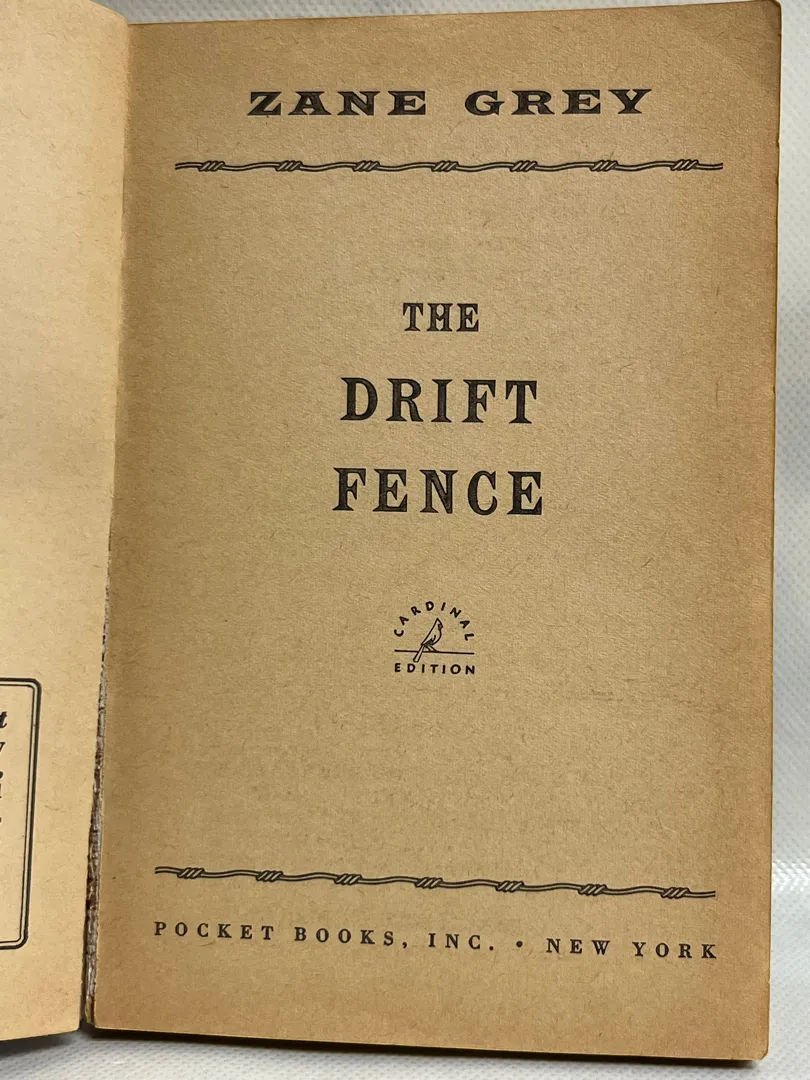 ZANE GREY
THE
DRIFT
FENCE
CARDINAL
EDITION
POCKET BOOKS, INC. • NEW YORK